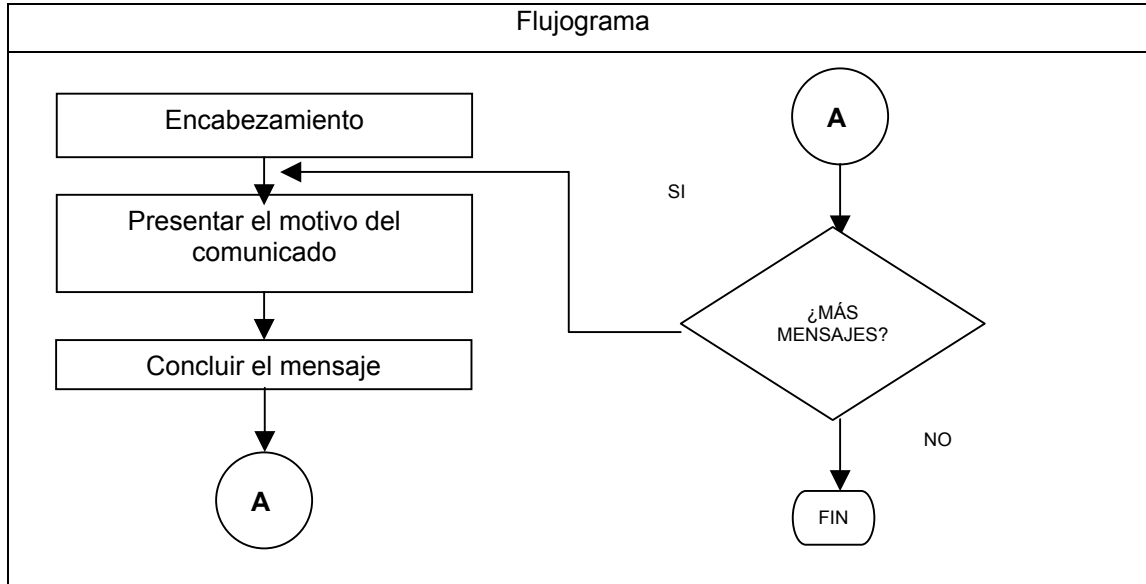 Flujograma
Encabezamiento
Presentar el motivo del
comunicado
Concluir el mensaje
A
A
SI
¿MÁS
MENSAJES?
NO
FIN